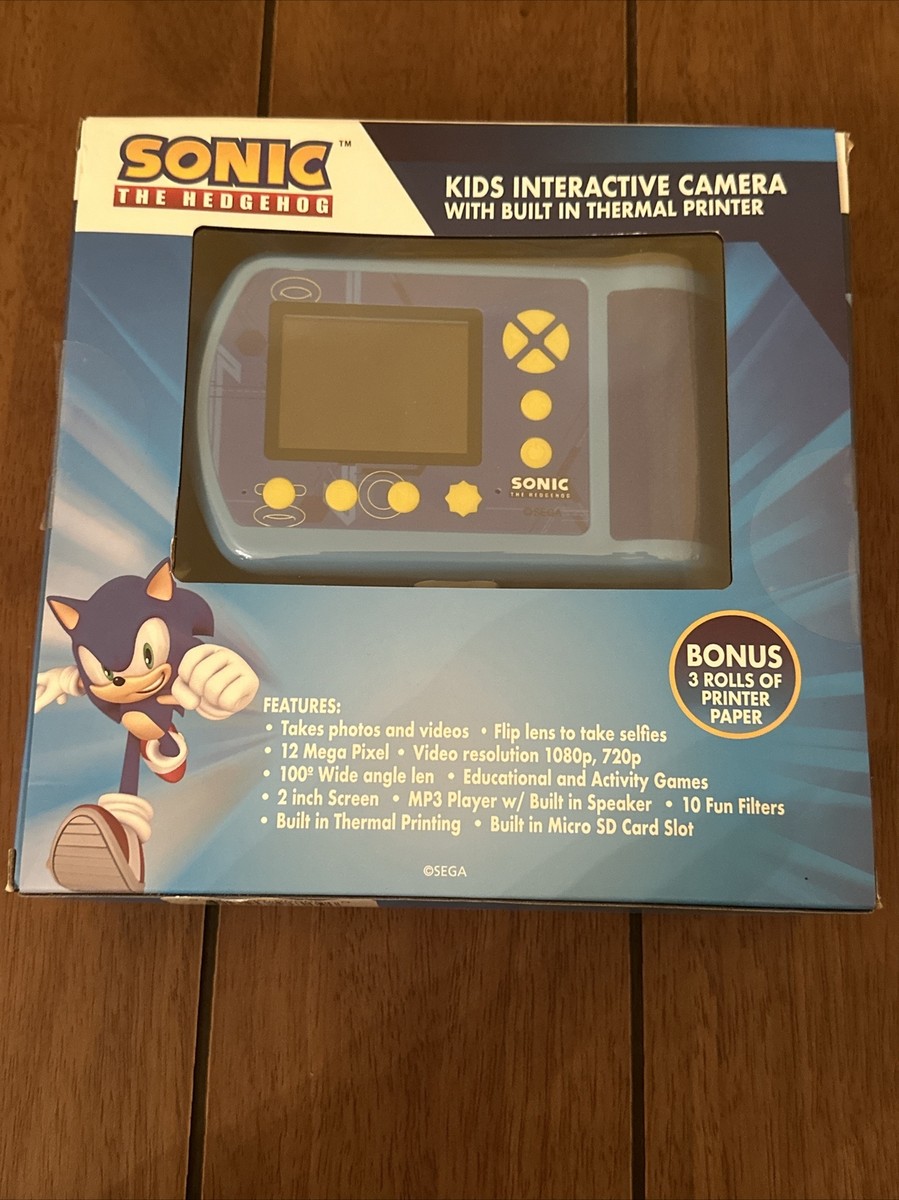 SONIC ™
THE HEDGEHOG
KIDS INTERACTIVE CAMERA
WITH BUILT IN THERMAL PRINTER
SONIC
THE HEDGEHOG
©SEGA
BONUS
3 ROLLS OF
PRINTER
PAPER
FEATURES:
• Takes photos and videos • Flip lens to take selfies
• 12 Mega Pixel • Video resolution 1080p, 720p
• 100º Wide angle len • Educational and Activity Games
• 2 inch Screen • MP3 Player w/ Built in Speaker • 10 Fun Filters
• Built in Thermal Printing • Built in Micro SD Card Slot
©SEGA